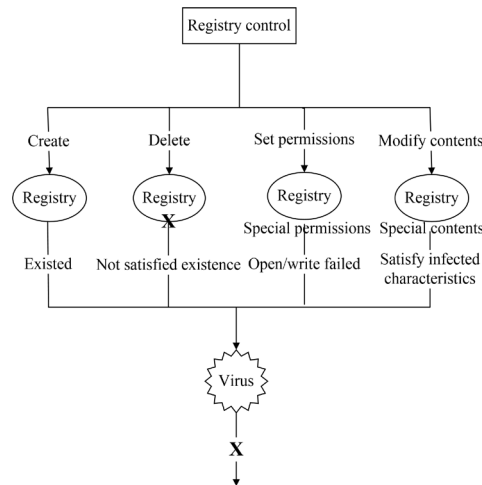 Registry control
Create
Delete
Set permissions
Modify contents
Registry
Registry
Registry
Registry
X
Special permissions
Special contents
Existed
Not satisfied existence
Open/write failed
Satisfy infected
characteristics
Virus
X